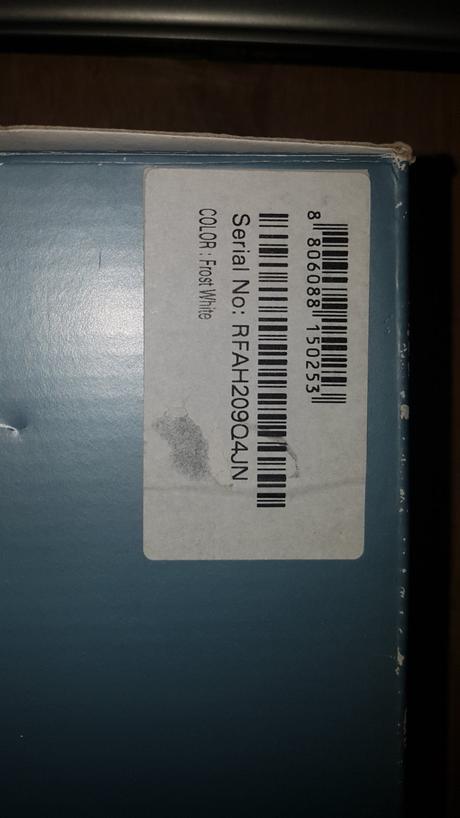 8 806088 150253
Serial No: RFAH209Q4JN
COLOR : Frost White